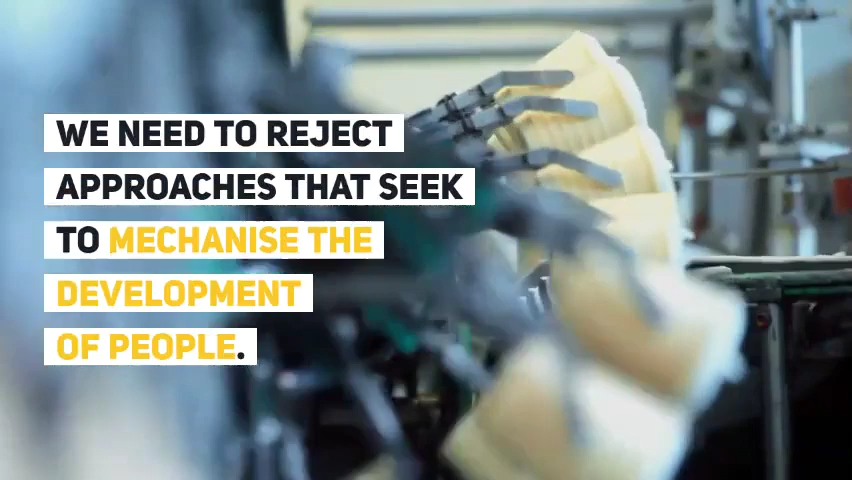 WE NEED TO REJECT
APPROACHES THAT SEEK
TO MECHANISE THE
DEVELOPMENT
OF PEOPLE.